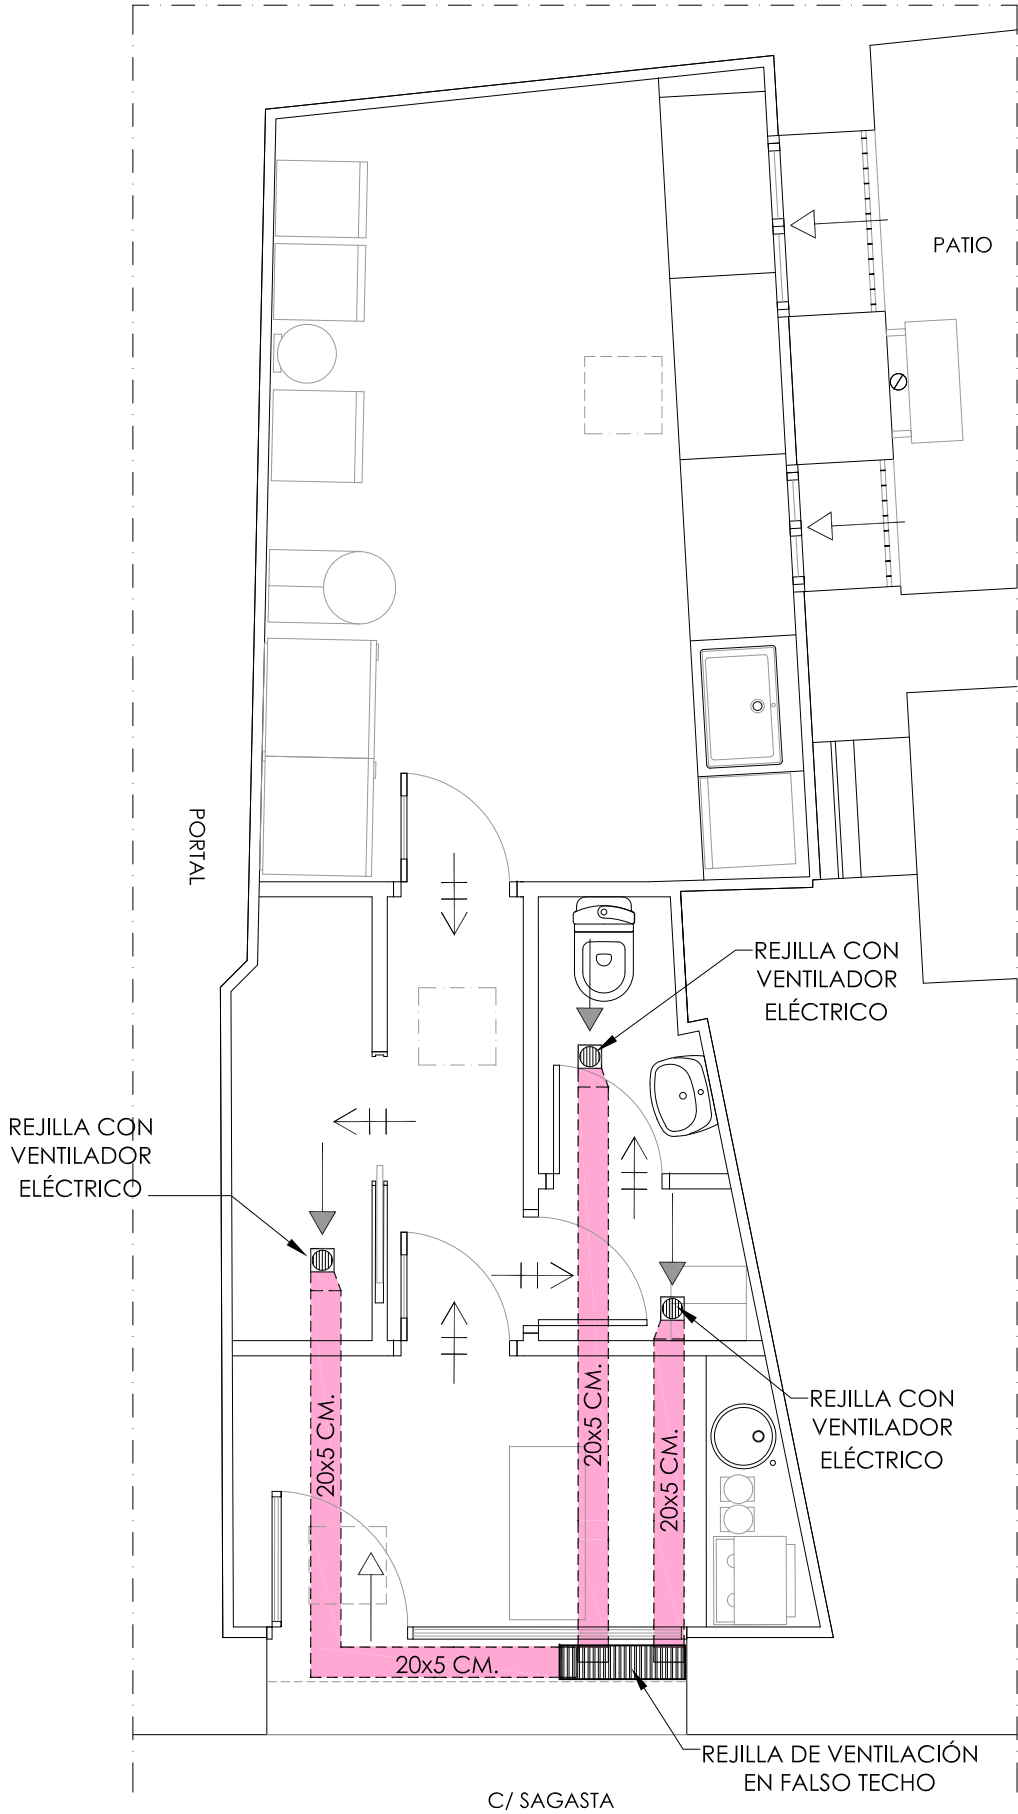 PATIO
PORTAL
REJILLA CON
VENTILADOR
ELÉCTRICO
REJILLA CON
VENTILADOR
ELÉCTRICO
20x5 CM.
20x5 CM.
20x5 CM.
REJILLA CON
VENTILADOR
ELÉCTRICO
20x5 CM.
REJILLA DE VENTILACIÓN
EN FALSO TECHO
C/ SAGASTA